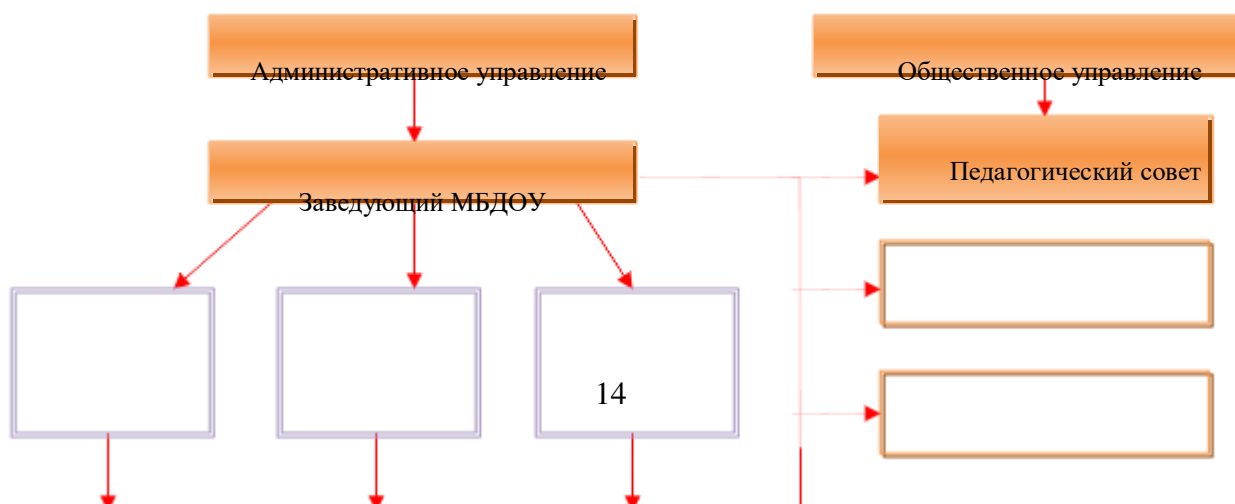 Административное управление
Общественное управление
Педагогический совет
Заведующий МБДОУ
14